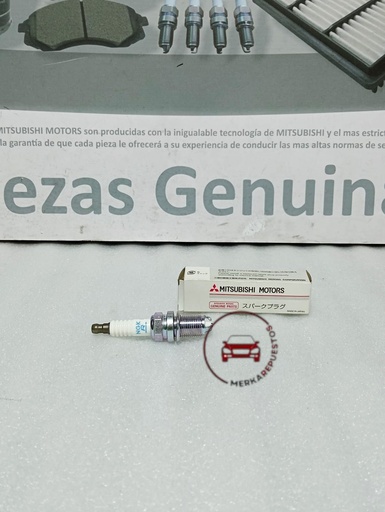 MITSUBISHI MOTORS son producidas con la inigualable tecnología de MITSUBISHI y el mas estric
la garantía de que cada pieza le ofrecerá a su experiencia de conducir las mas altas normas de se
ezas Genuina
MITSUBISHI MOTORS
GENUINE PARTS
スパークプラグ
NGK
MERKAREPUESTOS